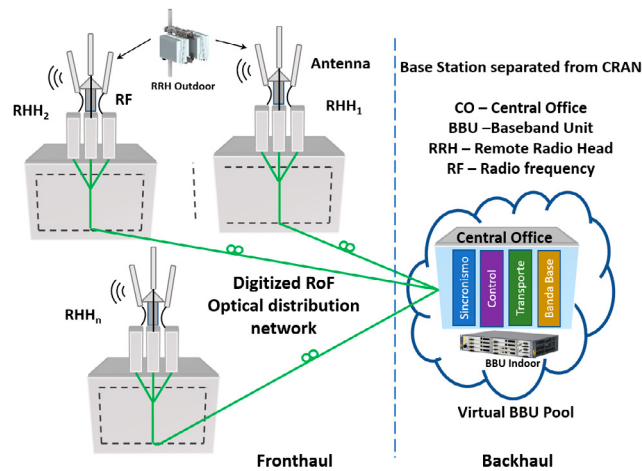 RRH Outdoor
Antenna
RHH2
RF
RHH1
Base Station separated from CRAN
CO – Central Office
BBU –Baseband Unit
RRH – Remote Radio Head
RF – Radio frequency
Central Office
Sincronismo
Control
Transporte
Banda Base
BBU Indoor
Virtual BBU Pool
Digitized RoF
Optical distribution
network
RHHn
Fronthaul
Backhaul